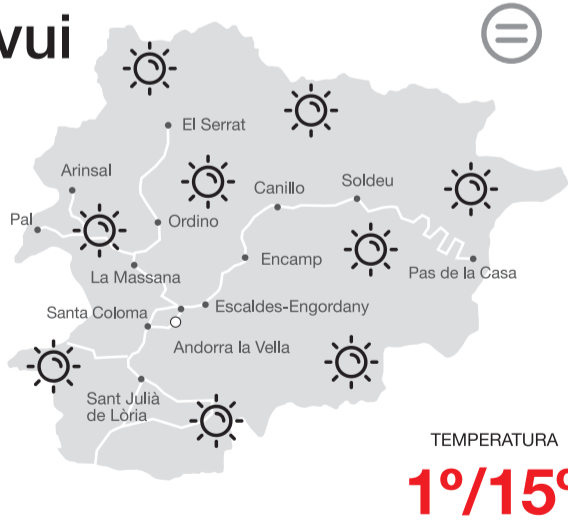 vui
El Serrat
Arinsal
Canillo
Soldeu
Pal
Ordino
Encamp
Pas de la Casa
La Massana
Santa Coloma
Escaldes-Engordany
Andorra la Vella
Sant Julià
de Lòria
TEMPERATURA
1º/15º